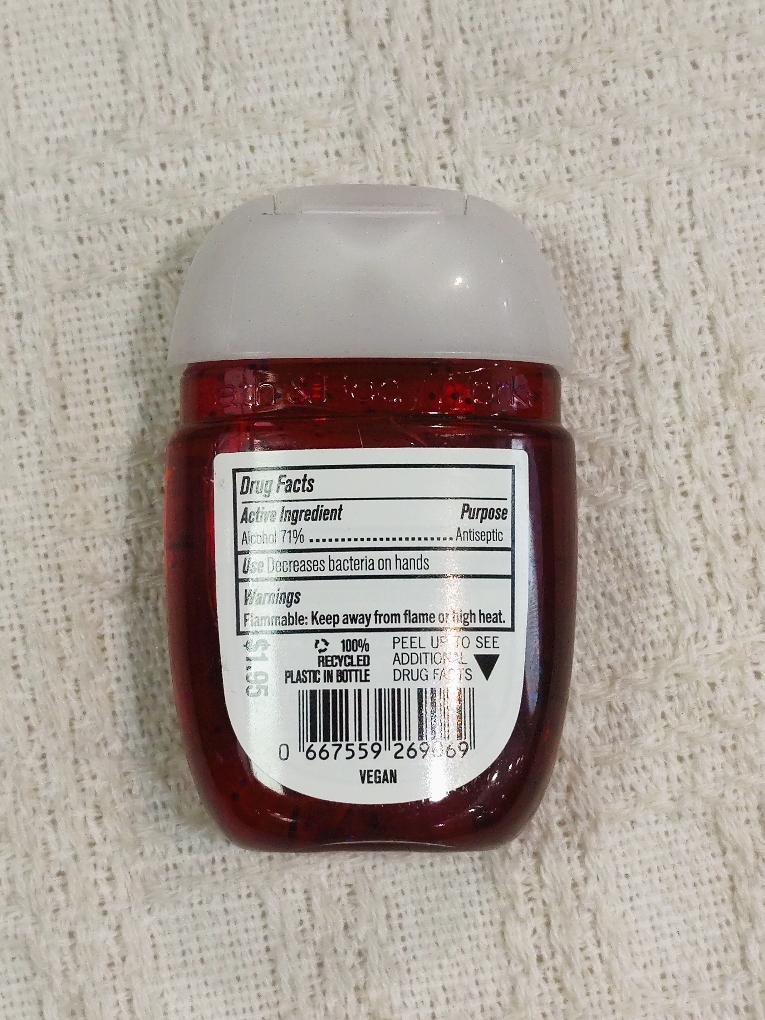 Drug Facts
Active Ingredient Purpose
Alcohol 71% ........................................ Antiseptic
Use Decreases bacteria on hands
Warnings
Flammable: Keep away from flame or high heat.
$1.95
100%
RECYCLED
PLASTIC IN BOTTLE
PEEL UP TO SEE
ADDITIONAL
DRUG FACTS
0 667559 269069
VEGAN